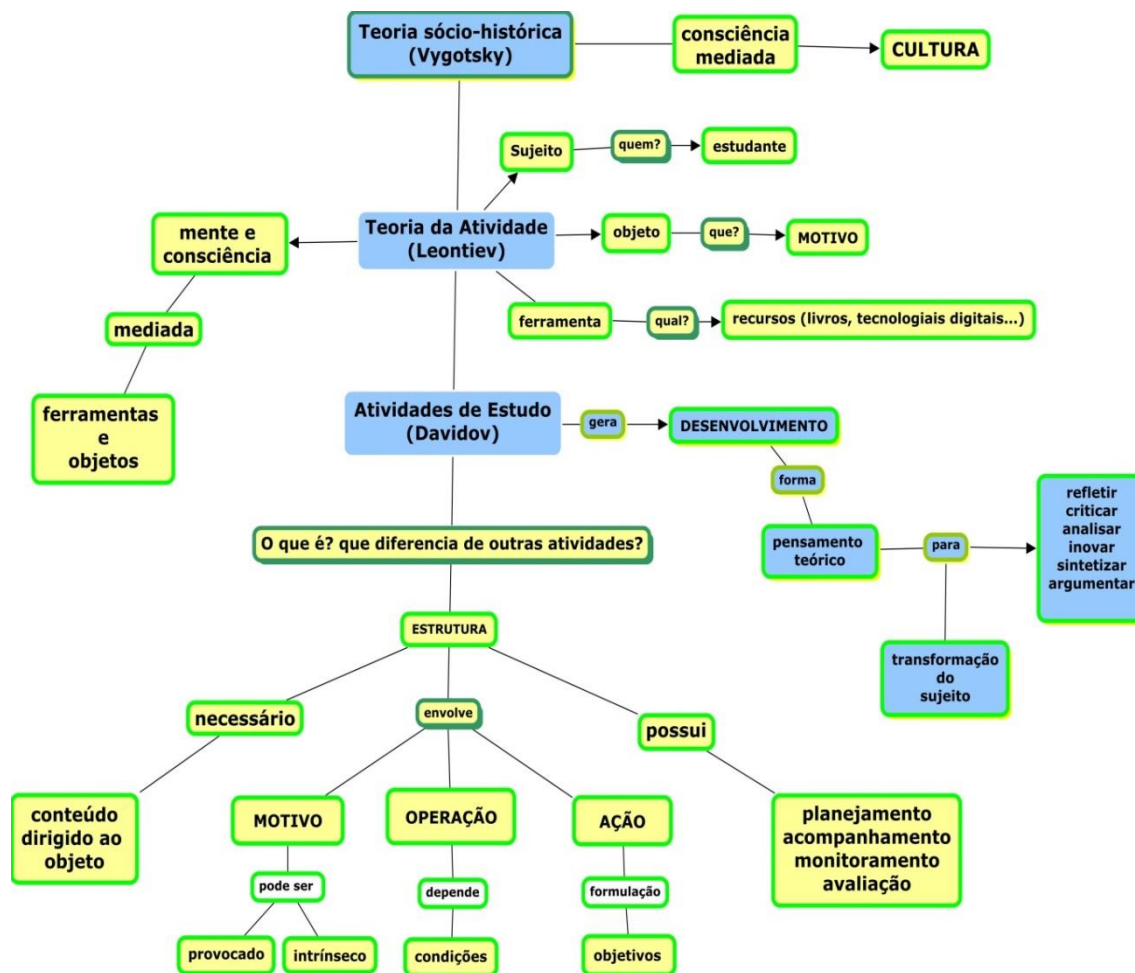 Teoria sócio-histórica
(Vygotsky)
consciência
mediada
CULTURA
Sujeito
quem?
estudante
mente e
consciência
Teoria da Atividade
(Leontiev)
objeto
que?
MOTIVO
mediada
ferramenta
qual?
recursos (livros, tecnologiais digitais...)
ferramentas
e
objetos
Atividades de Estudo
(Davidov)
gera
DESENVOLVIMENTO
forma
pensamento
teórico
para
refletir
criticar
analisar
inovar
sintetizar
argumentar
transformação
do
sujeito
O que é? que diferencia de outras atividades?
ESTRUTURA
necessário
envolve
possui
conteúdo
dirigido ao
objeto
MOTIVO
OPERAÇÃO
AÇÃO
planejamento
acompanhamento
monitoramento
avaliação
pode ser
depende
formulação
provocado
intrínseco
condições
objetivos